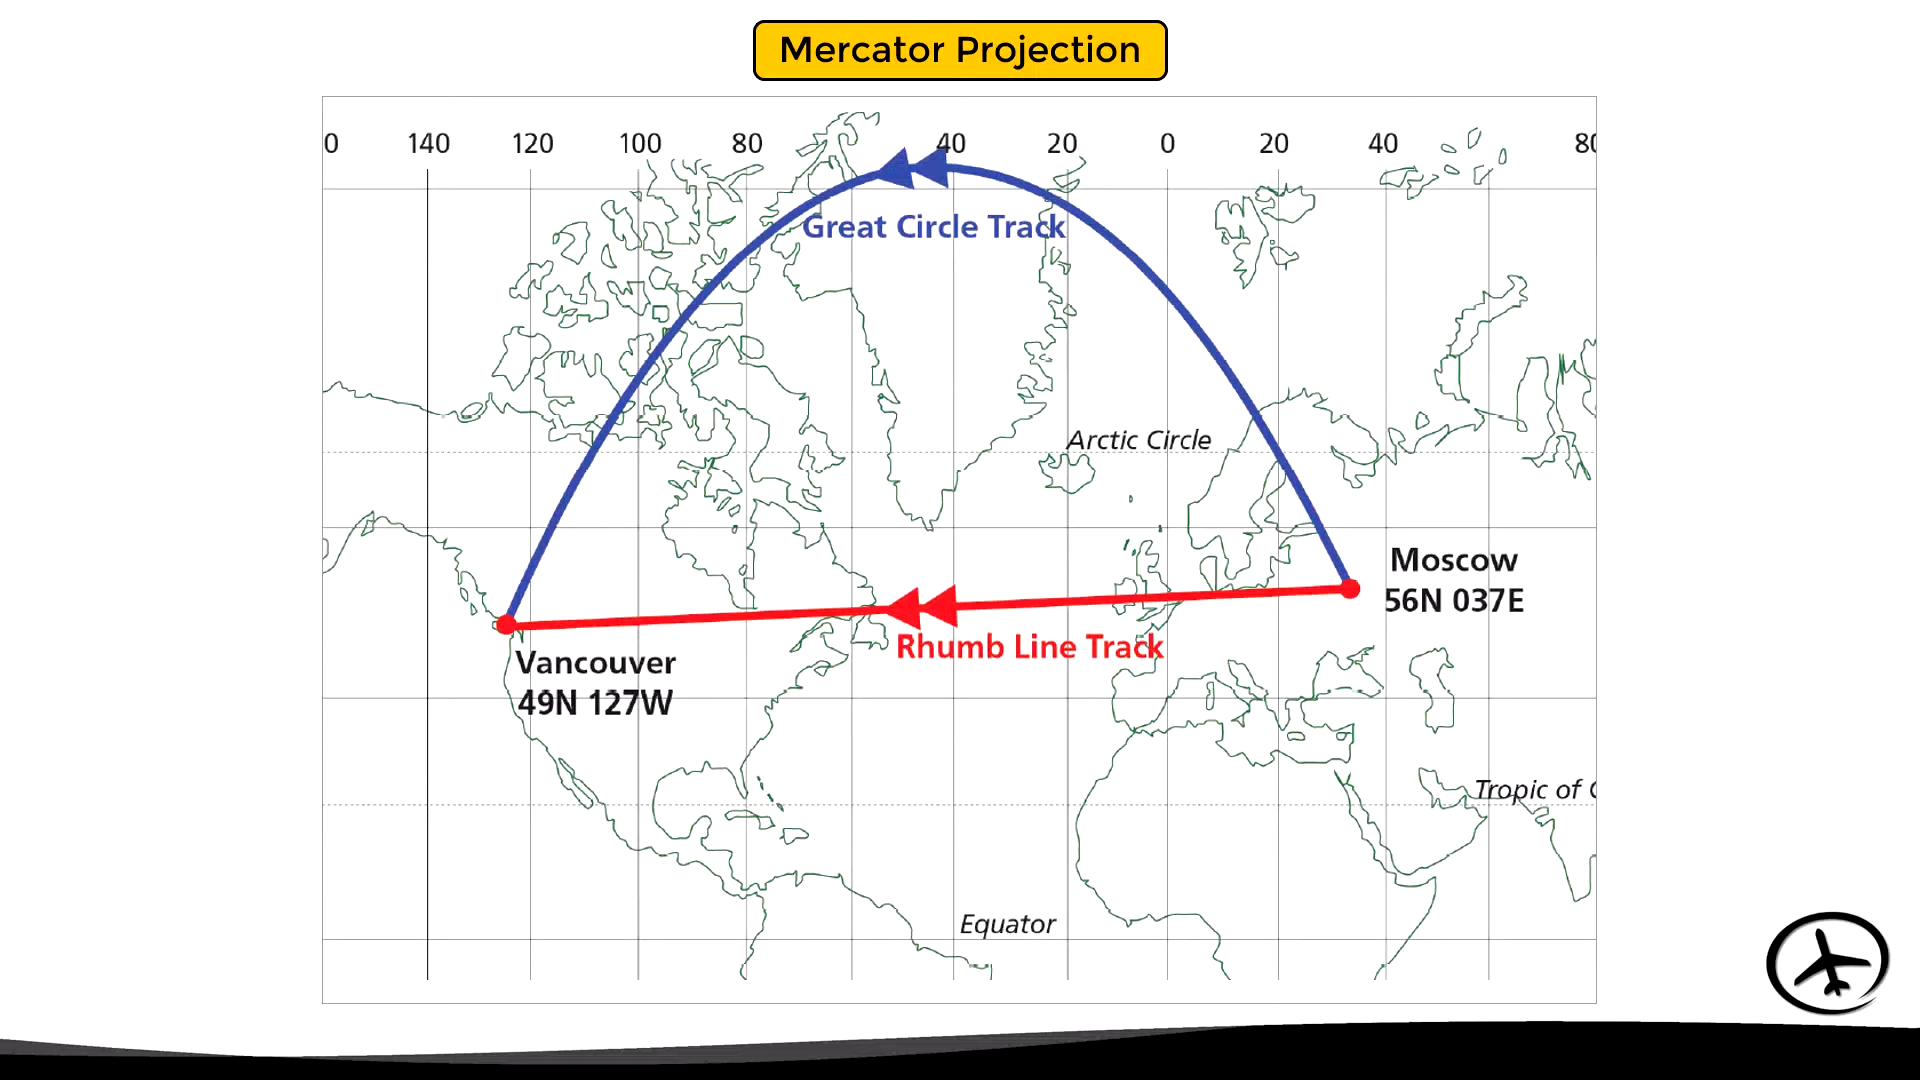 Mercator Projection
0 140 120 100 80 40 20 0 20 40 80
Great Circle Track
Arctic Circle
Moscow
56N 037E
Rhumb Line Track
Vancouver
49N 127W
Tropic of
Equator